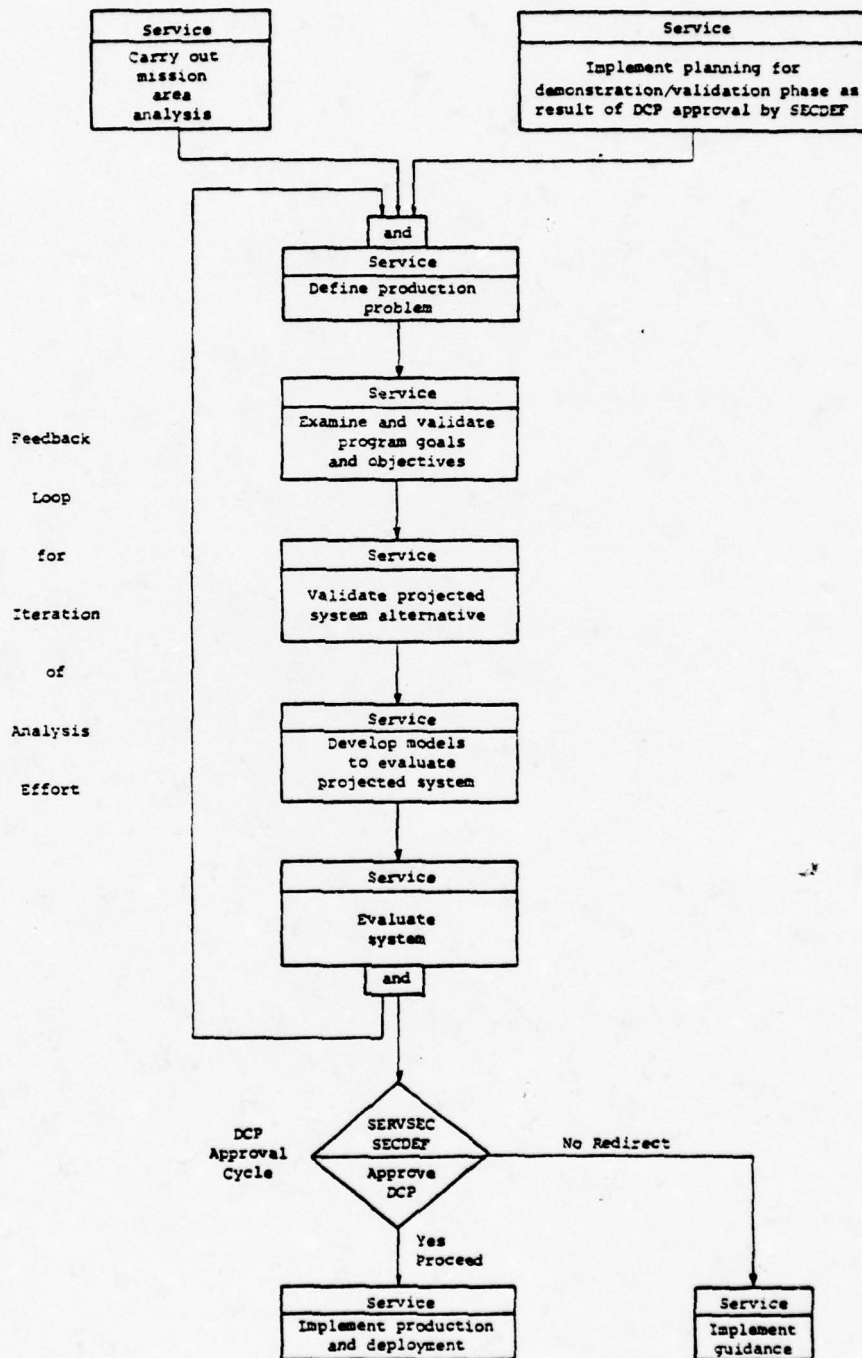 Service
Carry out
mission
area
analysis
Service
Implement planning for
demonstration/validation phase as
result of DCP approval by SECDEF
and
Service
Define production
problem
Service
Examine and validate
program goals
and objectives
Service
Validate projected
system alternative
Service
Develop models
to evaluate
projected system
Service
Evaluate
system
and
Feedback
Loop
for
Iteration
of
Analysis
Effort
DCP
Approval
Cycle
SERVSEC
SECDEF
Approve
DCP
No Redirect
Yes
Proceed
Service
Implement production
and deployment
Service
Implement
guidance